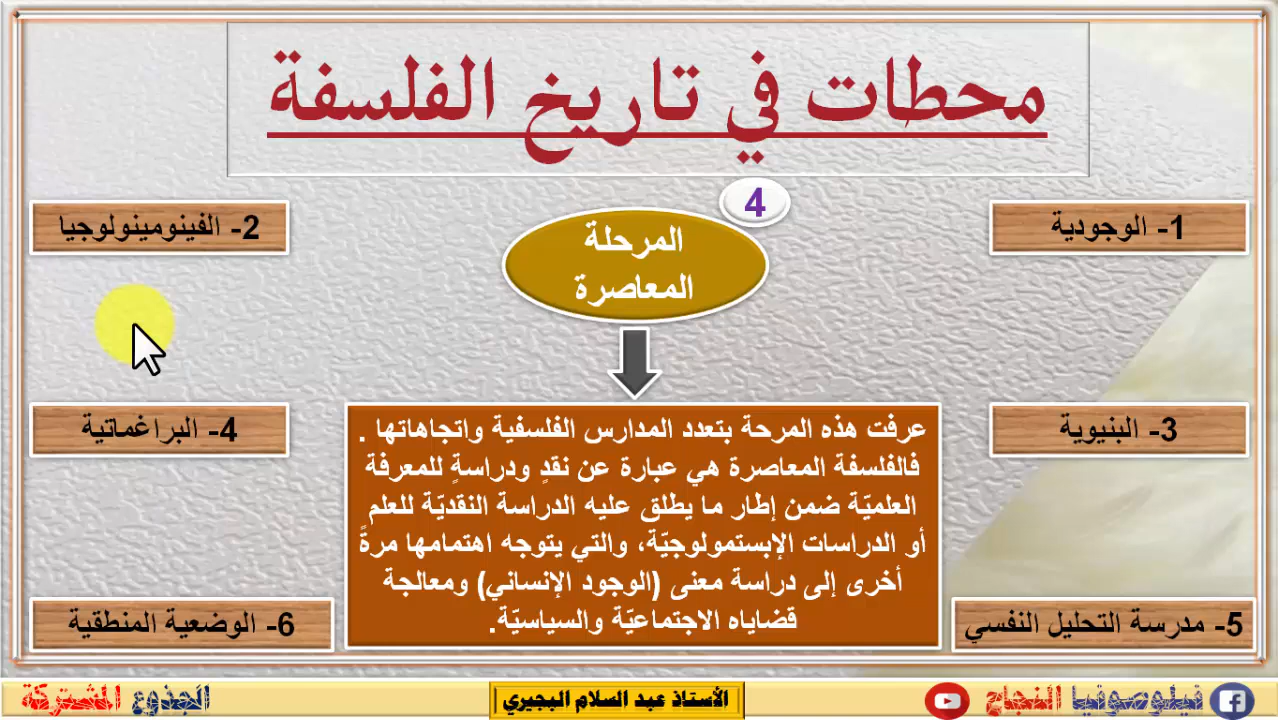 محطات في تاريخ الفلسفة
4
المرحلة
المعاصرة
1- الوجودية
2- الفينومينولوجيا
3- البنيوية
4- البراغماتية
5- مدرسة التحليل النفسي
6- الوضعية المنطقية
عرفت هذه المرحة بتعدد المدارس الفلسفية واتجاهاتها .
فالفلسفة المعاصرة هي عبارة عن نقدٍ ودراسةٍ للمعرفة
العلميّة ضمن إطار ما يطلق عليه الدراسة النقديّة للعلم
أو الدراسات الإبستمولوجيّة، والتي يتوجه اهتمامها مرةً
أخرى إلى دراسة معنى (الوجود الإنساني) ومعالجة
قضاياه الاجتماعيّة والسياسيّة.
فيلوصوفيا النجاح
الأستاذ عبد السلام البجيري
الجذوع المشتركة